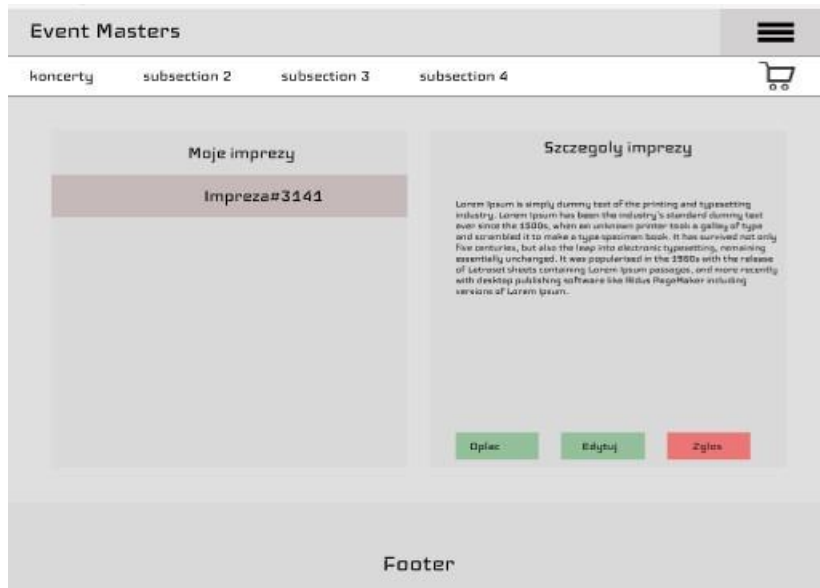 Event Masters
koncerty subsection 2 subsection 3 subsection 4
Moje imprezy
Impreza#3141
Szczegoly imprezy
Lorem Ipsum is simply dummy text of the printing and typesetting
industry. Lorem Ipsum has been the industry's standard dummy text
ever since the 1500s, when an unknown printer took a galley of type
and scrambled it to make a type specimen book. It has survived not only
five centuries, but also the leap into electronic typesetting, remaining
essentially unchanged. It was popularised in the 1960s with the release
of Letraset sheets containing Lorem Ipsum passages, and more recently
with desktop publishing software like Aldus PageMaker including
versions of Lorem Ipsum.
Oplac Edytuj Zglos
Footer